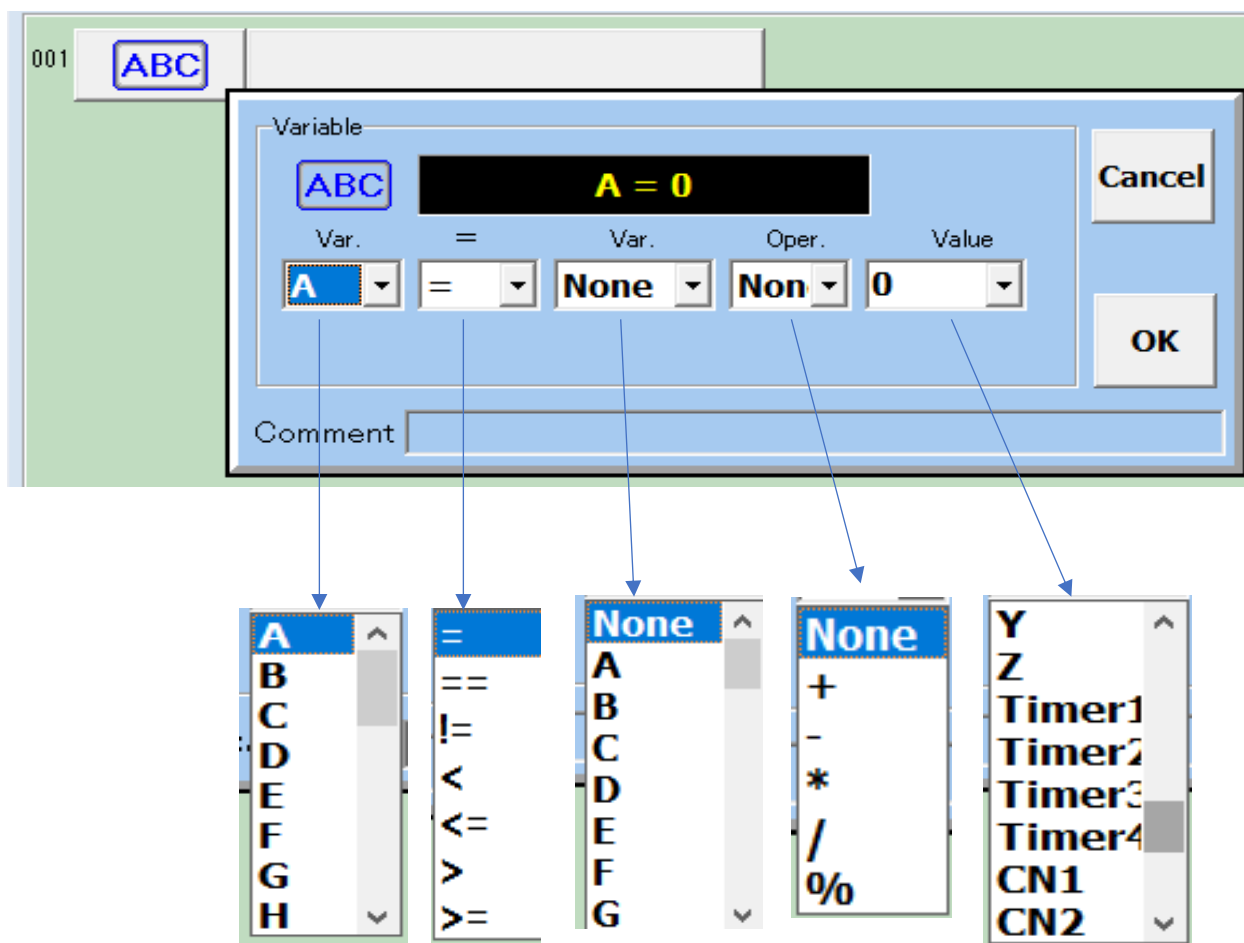 001 ABC
Variable
ABC A = 0
Cancel
Var. = Var. Oper. Value
A = None Non 0
OK
Comment
A
B
C
D
E
F
G
H
=
==
!=
<
<=
>
>=
None
A
B
C
D
E
F
G
None
+
-
*
/
%
Y
Z
Timer1
Timer2
Timer3
Timer4
CN1
CN2